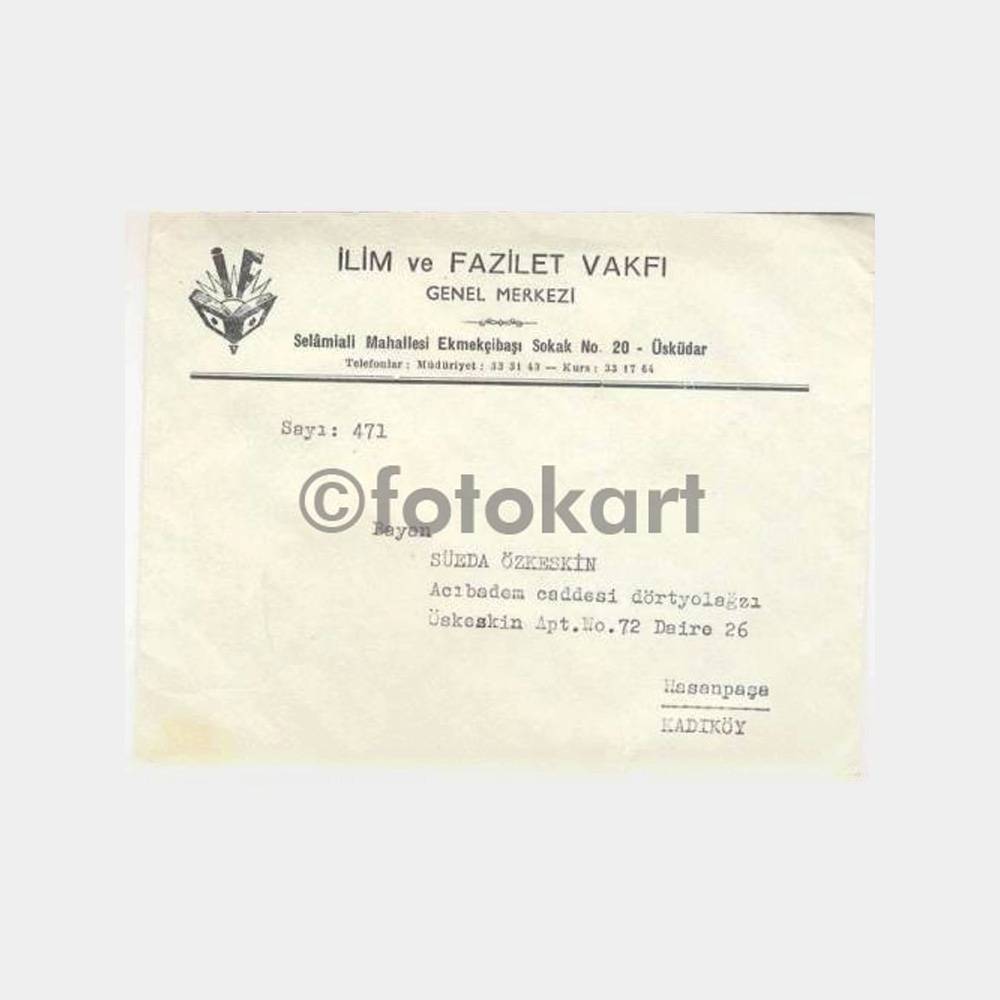 İLİM ve FAZİLET VAKFI
GENEL MERKEZİ
Selâmiali Mahallesi Ekmekçibaşı Sokak No. 20 - Üsküdar
Telefonlar : Müdüriyet : 33 31 43 — Kurs : 33 17 64
Sayı: 471
©fotokart
Bayan
SÜEDA ÖZKESKİN
Acıbadem caddesi dörtyolağzı
Öskeskin Apt.No.72 Daire 26
Hasanpaşa
KADIKÖY